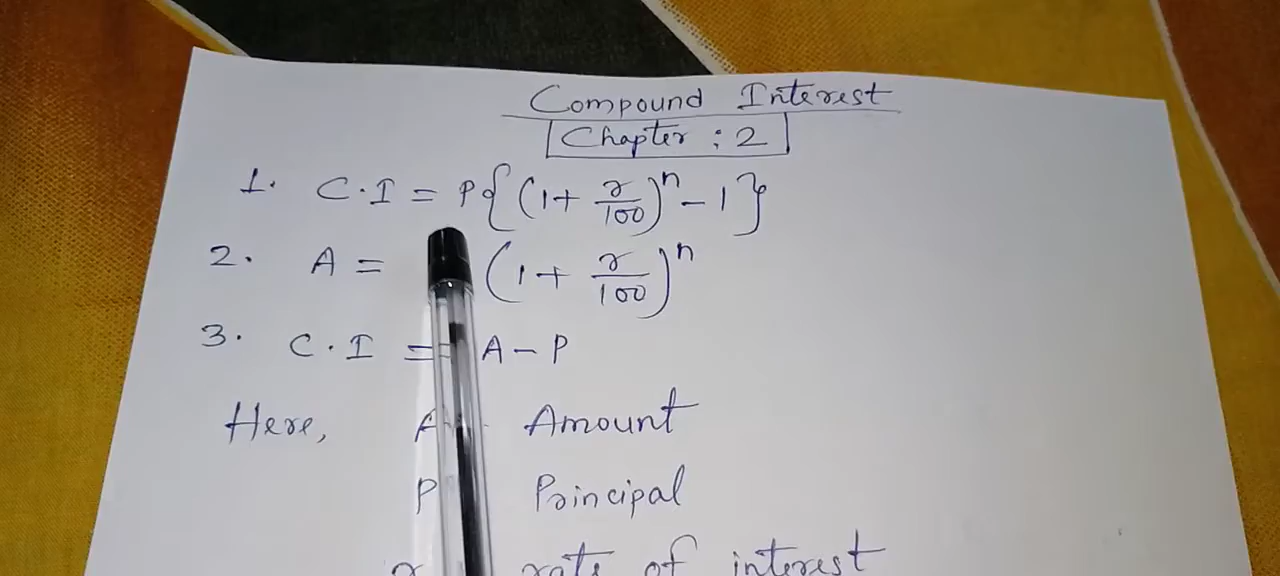 Compound Interest
Chapter : 2
1. C.I = P{(1+ r/100)^n - 1}
2. A = (1+ r/100)^n
3. C.I = A - P
Here, A Amount
P Principal
r rate of interest